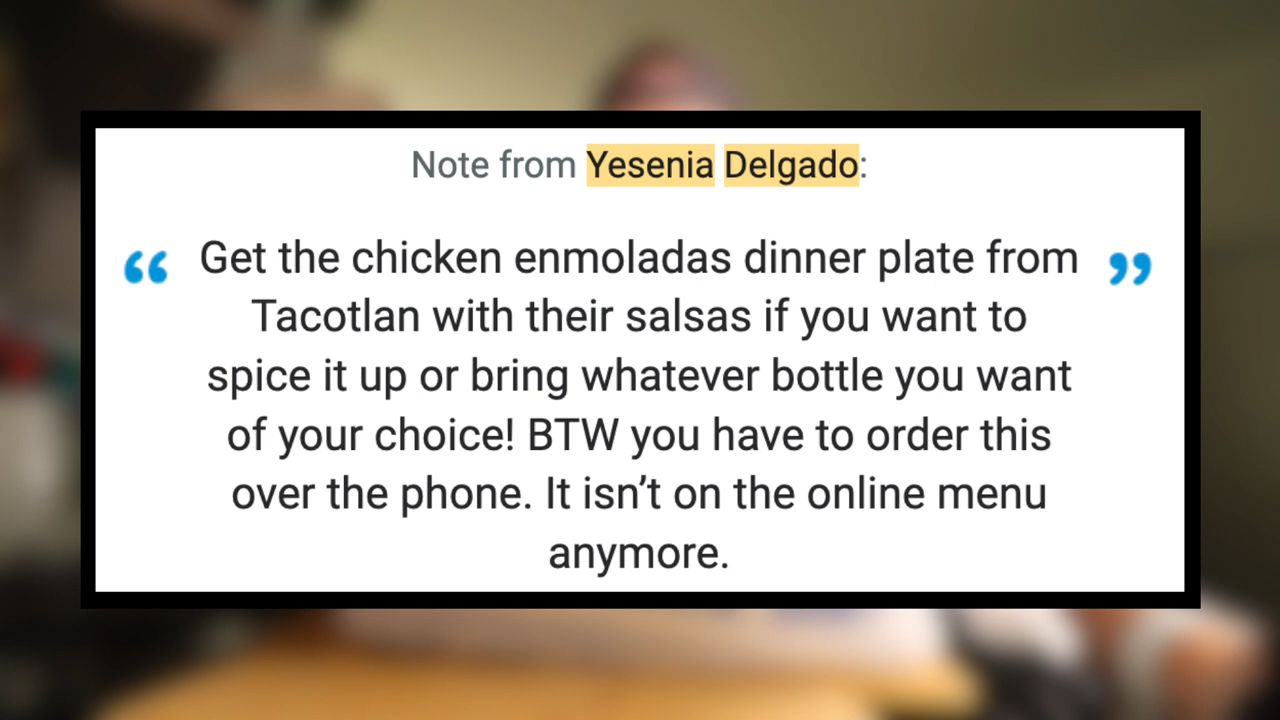 Note from Yesenia Delgado:
“ Get the chicken enmoladas dinner plate from ”
Tacotlan with their salsas if you want to
spice it up or bring whatever bottle you want
of your choice! BTW you have to order this
over the phone. It isn’t on the online menu
anymore.